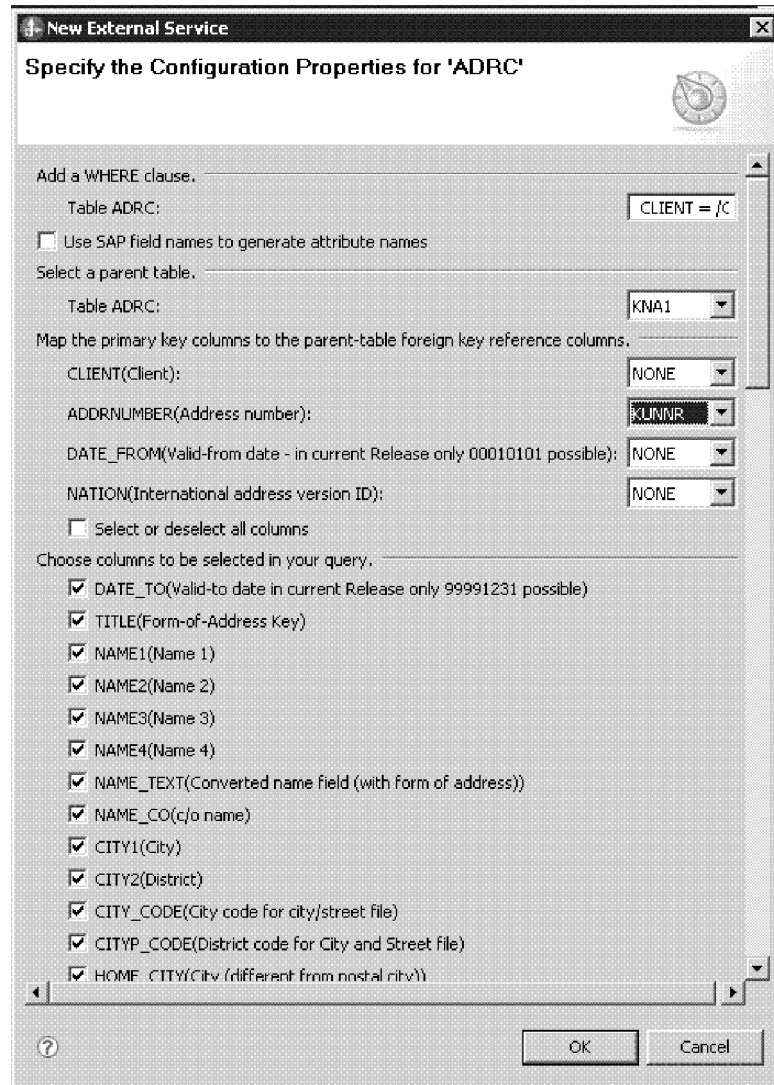 New External Service
Specify the Configuration Properties for 'ADRC'
Add a WHERE clause.
Table ADRC: CLIENT = /C
Use SAP field names to generate attribute names
Select a parent table.
Table ADRC: KNA1
Map the primary key columns to the parent-table foreign key reference columns.
CLIENT(Client): NONE
ADDRNUMBER(Address number): KUNNR
DATE_FROM(Valid-from date - in current Release only 00010101 possible): NONE
NATION(International address version ID): NONE
Select or deselect all columns
Choose columns to be selected in your query.
DATE_TO(Valid-to date in current Release only 99991231 possible)
TITLE(Form-of-Address Key)
NAME1(Name 1)
NAME2(Name 2)
NAME3(Name 3)
NAME4(Name 4)
NAME_TEXT(Converted name field (with form of address))
NAME_CO(c/o name)
CITY1(City)
CITY2(District)
CITY_CODE(City code for city/street file)
CITYP_CODE(District code for City and Street file)
HOME_CITY(City (different from postal city))
OK Cancel